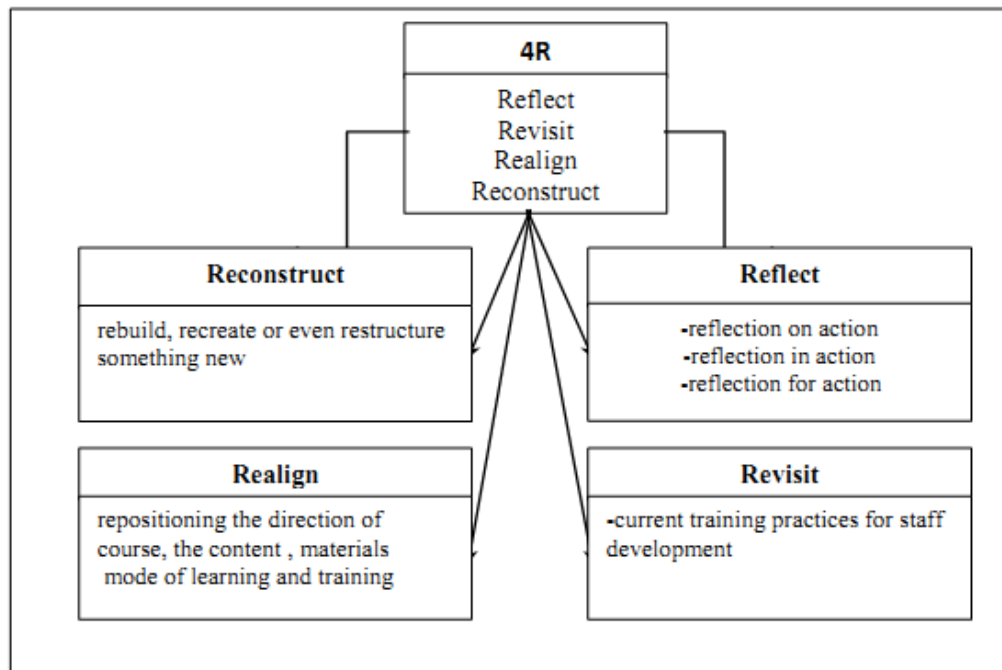 4R
Reflect
Revisit
Realign
Reconstruct
Reconstruct
rebuild, recreate or even restructure
something new
Reflect
-reflection on action
-reflection in action
-reflection for action
Realign
repositioning the direction of
course, the content , materials
mode of learning and training
Revisit
-current training practices for staff
development